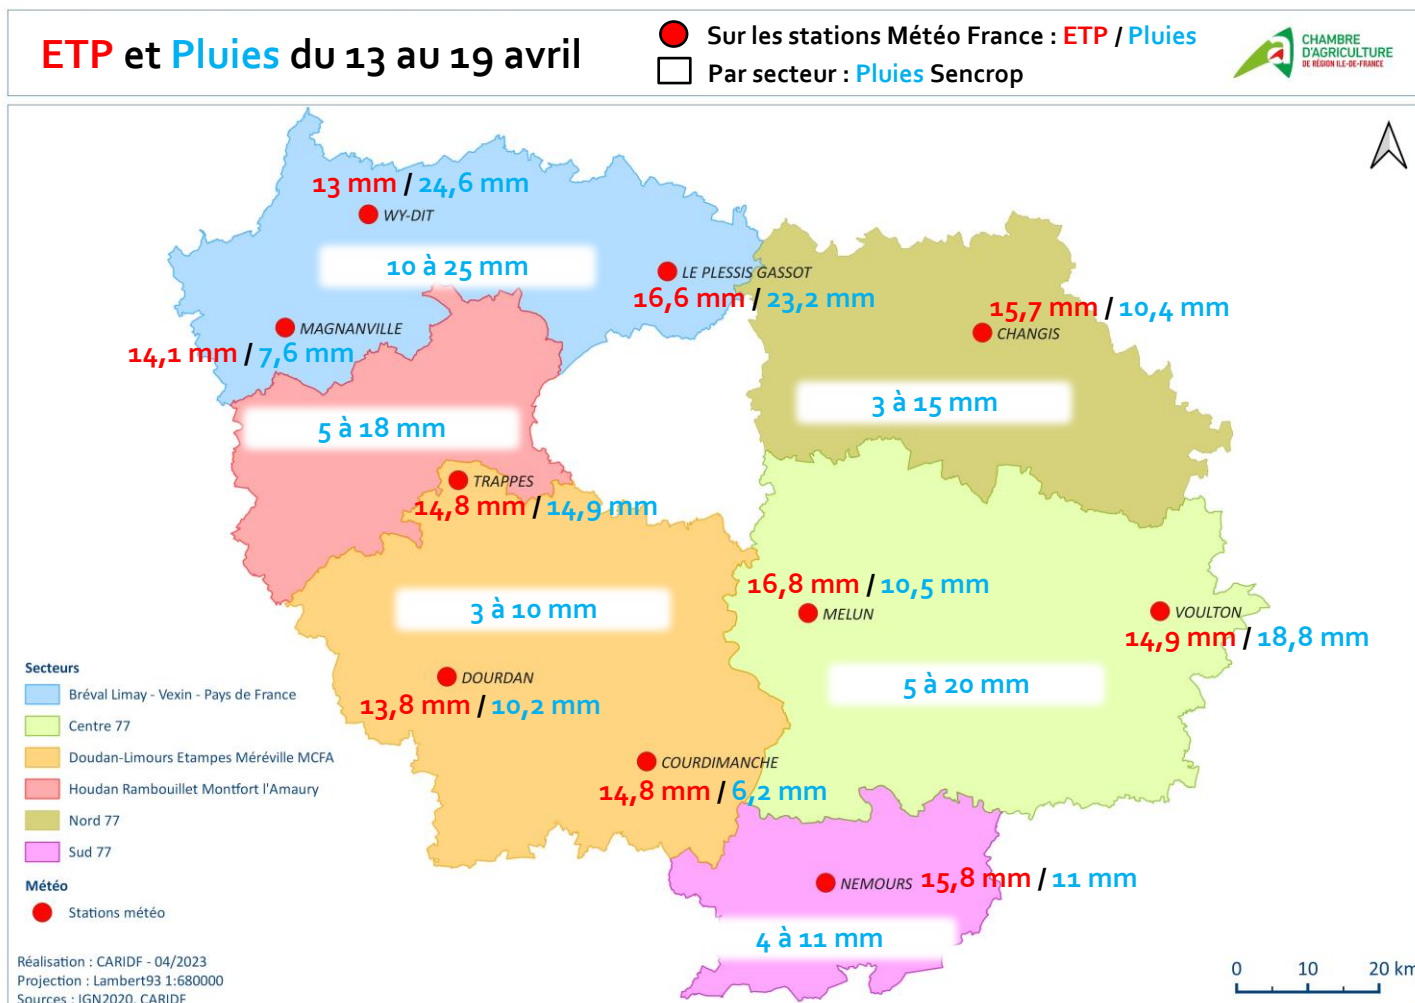 ETP et Pluies du 13 au 19 avril
Sur les stations Météo France : ETP / Pluies
Par secteur : Pluies Sencrop
CHAMBRE
D'AGRICULTURE
DE RÉGION ILE-DE-FRANCE
13 mm / 24,6 mm
WY-DIT
10 à 25 mm
LE PLESSIS GASSOT
16,6 mm / 23,2 mm
15,7 mm / 10,4 mm
CHANGIS
MAGNANVILLE
14,1 mm / 7,6 mm
3 à 15 mm
5 à 18 mm
TRAPPES
14,8 mm / 14,9 mm
16,8 mm / 10,5 mm
MELUN
3 à 10 mm
VOULTON
14,9 mm / 18,8 mm
DOURDAN
13,8 mm / 10,2 mm
5 à 20 mm
COURDIMANCHE
14,8 mm / 6,2 mm
NEMOURS
15,8 mm / 11 mm
4 à 11 mm
Secteurs
Bréval Limay - Vexin - Pays de France
Centre 77
Doudan-Limours Etampes Méréville MCFA
Houdan Rambouillet Montfort l'Amaury
Nord 77
Sud 77
Météo
Stations météo
Réalisation : CARIDF - 04/2023
Projection : Lambert93 1:680000
Sources : IGN2020, CARIDF
0 10 20 km